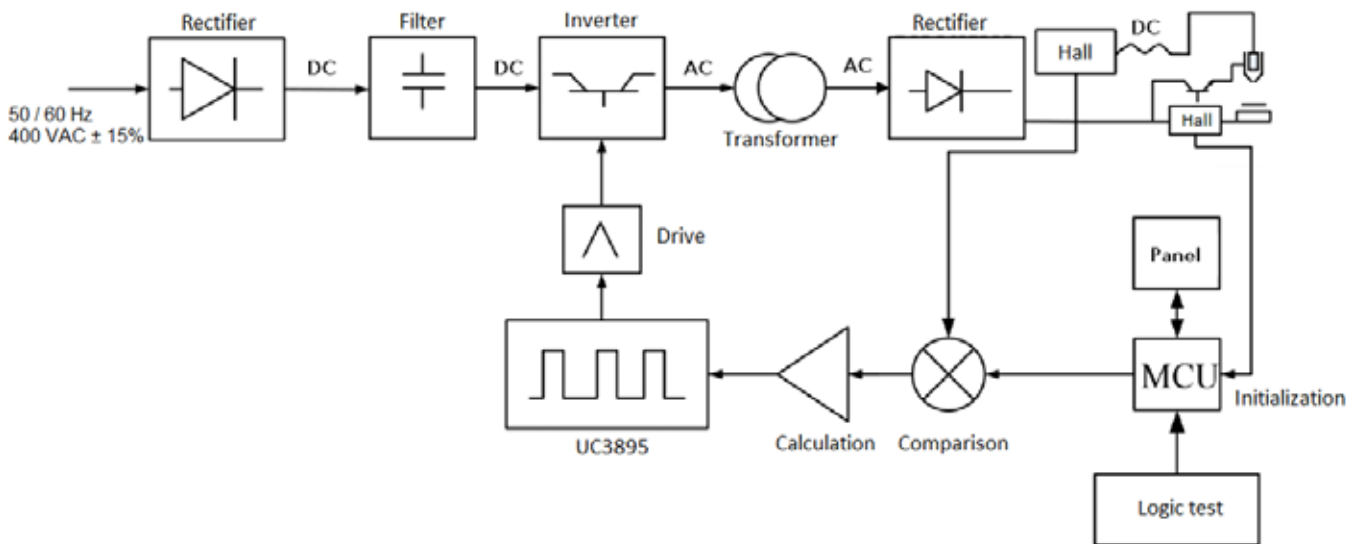 Rectifier
Filter
Inverter
Rectifier
DC
Hall
DC
DC
AC
AC
Hall
50 / 60 Hz
400 VAC ± 15%
Transformer
Drive
Panel
MCU
Initialization
UC3895
Calculation
Comparison
Logic test